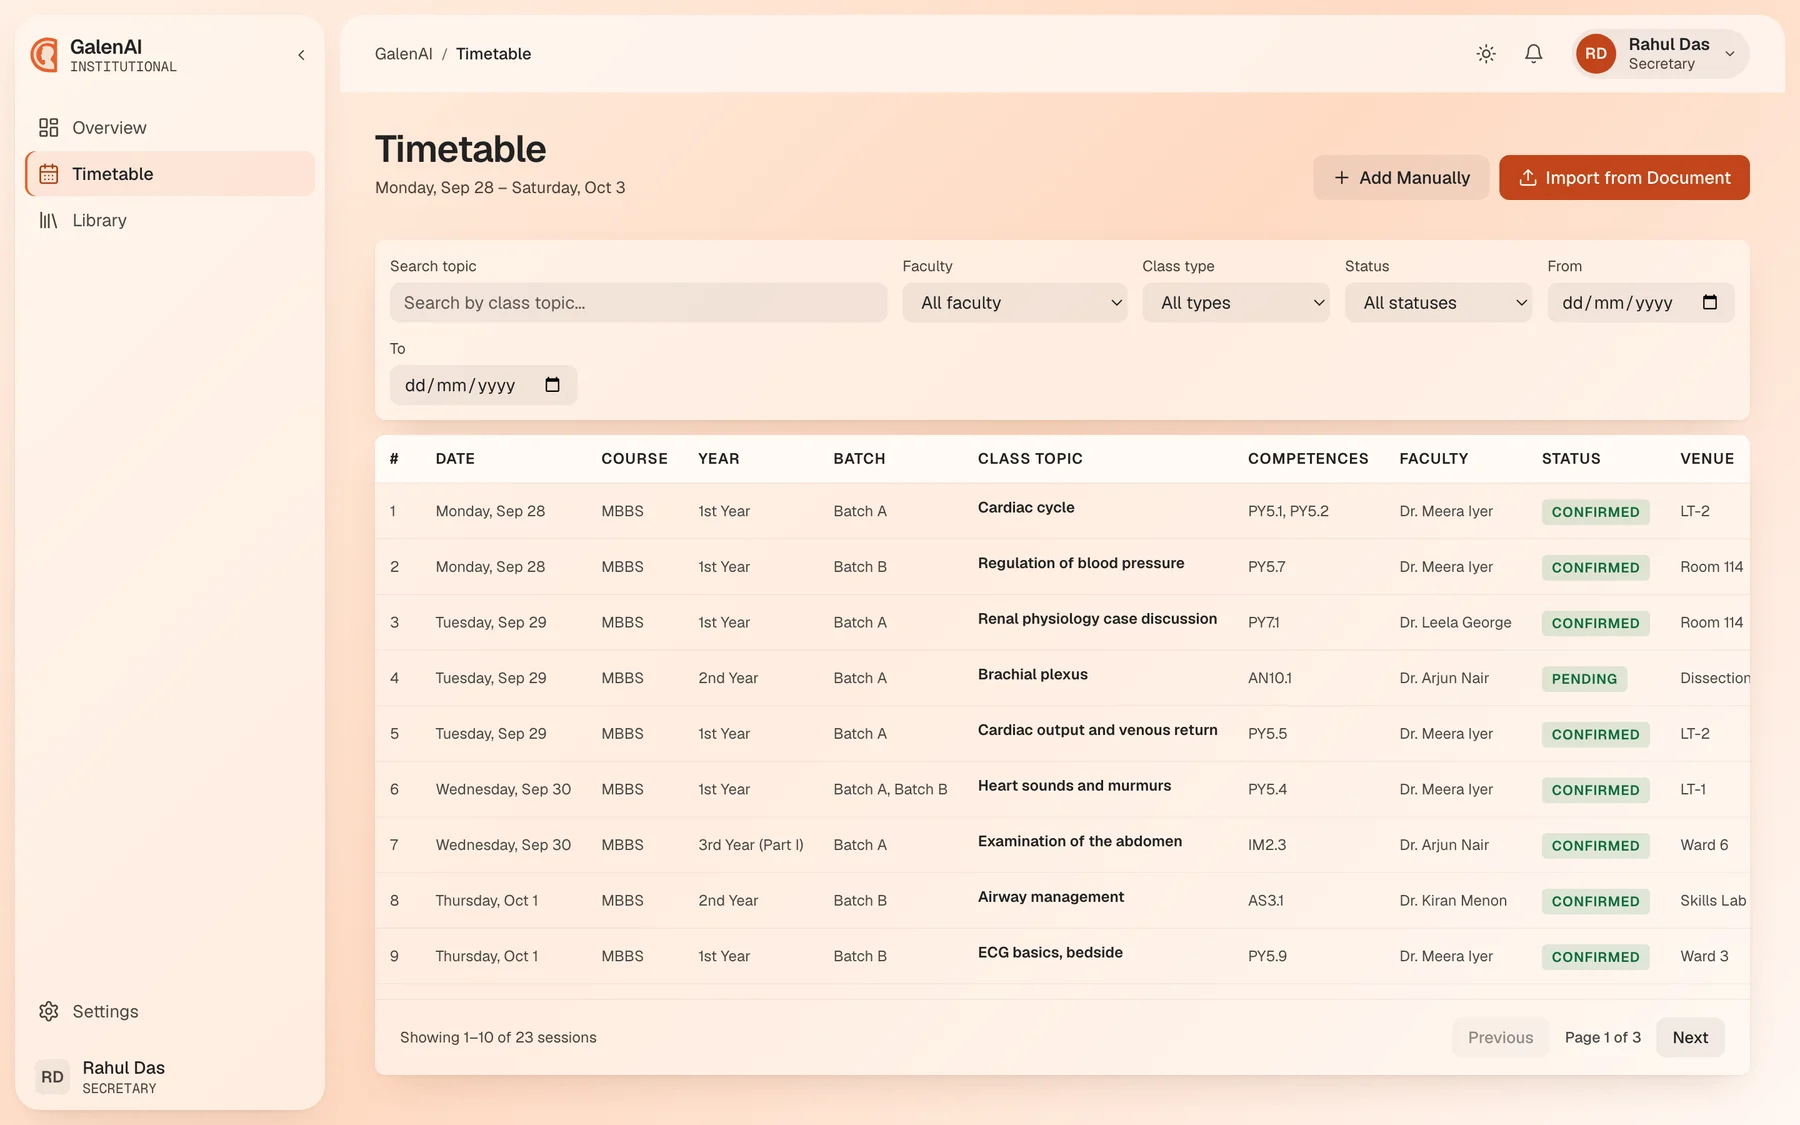 GalenAI
INSTITUTIONAL
Overview
Timetable
Library
Settings
RD
Rahul Das
SECRETARY
GalenAI / Timetable
RD
Rahul Das
Secretary
Timetable
Monday, Sep 28 – Saturday, Oct 3
+ Add Manually
Import from Document
Search topic
Search by class topic...
Faculty
All faculty
Class type
All types
Status
All statuses
From
dd/mm/yyyy
To
dd/mm/yyyy
# DATE COURSE YEAR BATCH CLASS TOPIC COMPETENCES FACULTY STATUS VENUE
1 Monday, Sep 28 MBBS 1st Year Batch A Cardiac cycle PY5.1, PY5.2 Dr. Meera Iyer CONFIRMED LT-2
2 Monday, Sep 28 MBBS 1st Year Batch B Regulation of blood pressure PY5.7 Dr. Meera Iyer CONFIRMED Room 114
3 Tuesday, Sep 29 MBBS 1st Year Batch A Renal physiology case discussion PY7.1 Dr. Leela George CONFIRMED Room 114
4 Tuesday, Sep 29 MBBS 2nd Year Batch A Brachial plexus AN10.1 Dr. Arjun Nair PENDING Dissection
5 Tuesday, Sep 29 MBBS 1st Year Batch A Cardiac output and venous return PY5.5 Dr. Meera Iyer CONFIRMED LT-2
6 Wednesday, Sep 30 MBBS 1st Year Batch A, Batch B Heart sounds and murmurs PY5.4 Dr. Meera Iyer CONFIRMED LT-1
7 Wednesday, Sep 30 MBBS 3rd Year (Part I) Batch A Examination of the abdomen IM2.3 Dr. Arjun Nair CONFIRMED Ward 6
8 Thursday, Oct 1 MBBS 2nd Year Batch B Airway management AS3.1 Dr. Kiran Menon CONFIRMED Skills Lab
9 Thursday, Oct 1 MBBS 1st Year Batch B ECG basics, bedside PY5.9 Dr. Meera Iyer CONFIRMED Ward 3
Showing 1–10 of 23 sessions
Previous
Page 1 of 3
Next